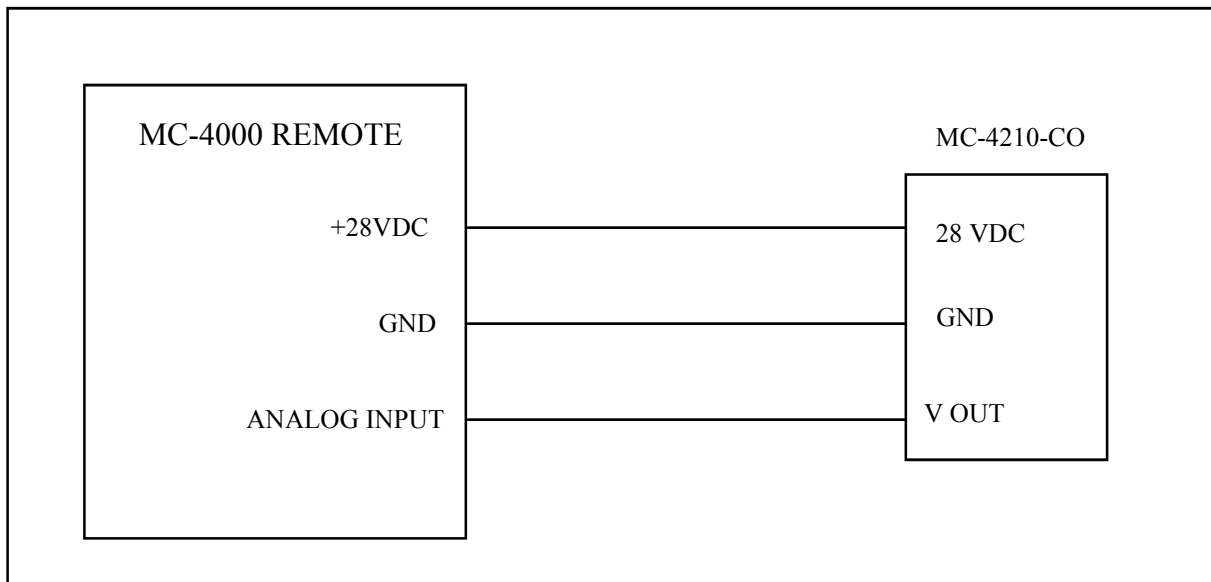 MC-4000 REMOTE
MC-4210-CO
+28VDC
28 VDC
GND
GND
ANALOG INPUT
V OUT